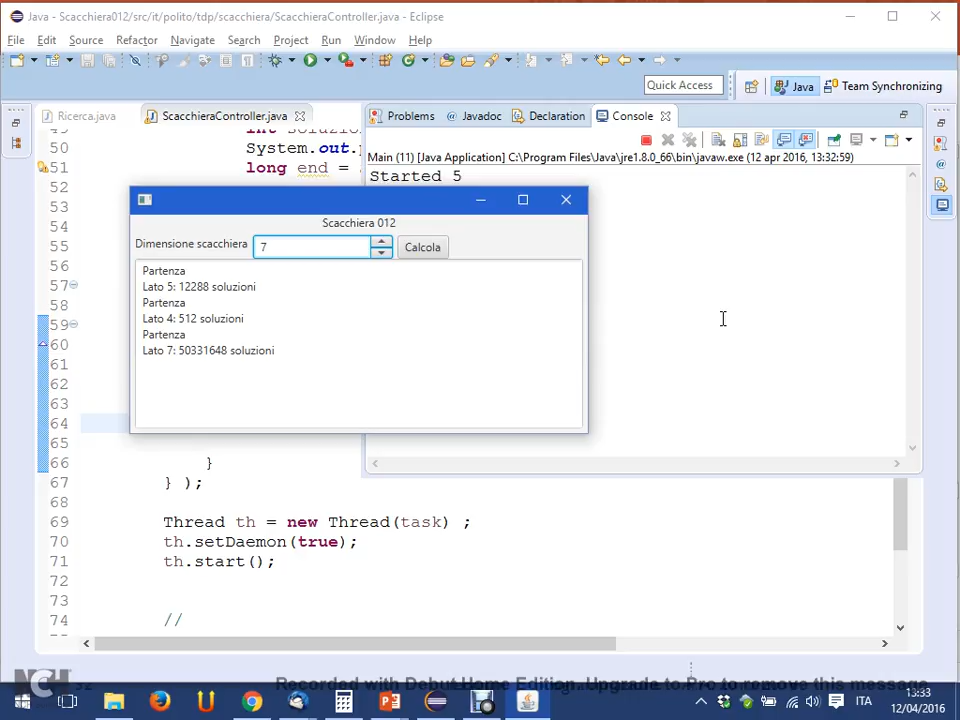 Java - Scacchiera012/src/it/polito/tdp/scacchiera/ScacchieraController.java - Eclipse
File Edit Source Refactor Navigate Search Project Run Window Help
Quick Access
Java
Team Synchronizing
Ricerca.java
ScacchieraController.java
Problems
Javadoc
Declaration
Console
Main (11) [Java Application] C:\Program Files\Java\jre1.8.0_66\bin\javaw.exe (12 apr 2016, 13:32:59)
Started 5
49
50 System.out.
51 long end =
52
53
54
55
56
57
58
59
60
61
62
63
64
65
66 }
67 } );
68
69 Thread th = new Thread(task) ;
70 th.setDaemon(true);
71 th.start();
72
73
74 //
Scacchiera 012
Dimensione scacchiera 7 Calcola
Partenza
Lato 5: 12288 soluzioni
Partenza
Lato 4: 512 soluzioni
Partenza
Lato 7: 50331648 soluzioni
NCH
Recorded with Debut Home Edition. Upgrade to Pro to remove this message
ITA
13:33
12/04/2016